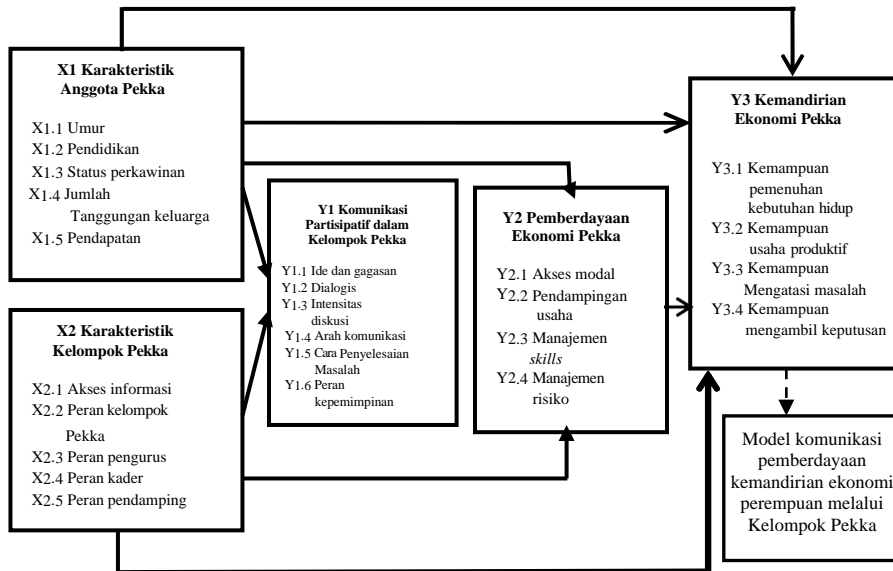 X1 Karakteristik
Anggota Pekka
X1.1 Umur
X1.2 Pendidikan
X1.3 Status perkawinan
X1.4 Jumlah
Tanggungan keluarga
X1.5 Pendapatan
X2 Karakteristik
Kelompok Pekka
X2.1 Akses informasi
X2.2 Peran kelompok
Pekka
X2.3 Peran pengurus
X2.4 Peran kader
X2.5 Peran pendamping
Y1 Komunikasi
Partisipatif dalam
Kelompok Pekka
Y1.1 Ide dan gagasan
Y1.2 Dialogis
Y1.3 Intensitas
diskusi
Y1.4 Arah komunikasi
Y1.5 Cara Penyelesaian
Masalah
Y1.6 Peran
kepemimpinan
Y2 Pemberdayaan
Ekonomi Pekka
Y2.1 Akses modal
Y2.2 Pendampingan
usaha
Y2.3 Manajemen
skills
Y2.4 Manajemen
risiko
Y3 Kemandirian
Ekonomi Pekka
Y3.1 Kemampuan
pemenuhan
kebutuhan hidup
Y3.2 Kemampuan
usaha produktif
Y3.3 Kemampuan
Mengatasi masalah
Y3.4 Kemampuan
mengambil keputusan
Model komunikasi
pemberdayaan
kemandirian ekonomi
perempuan melalui
Kelompok Pekka